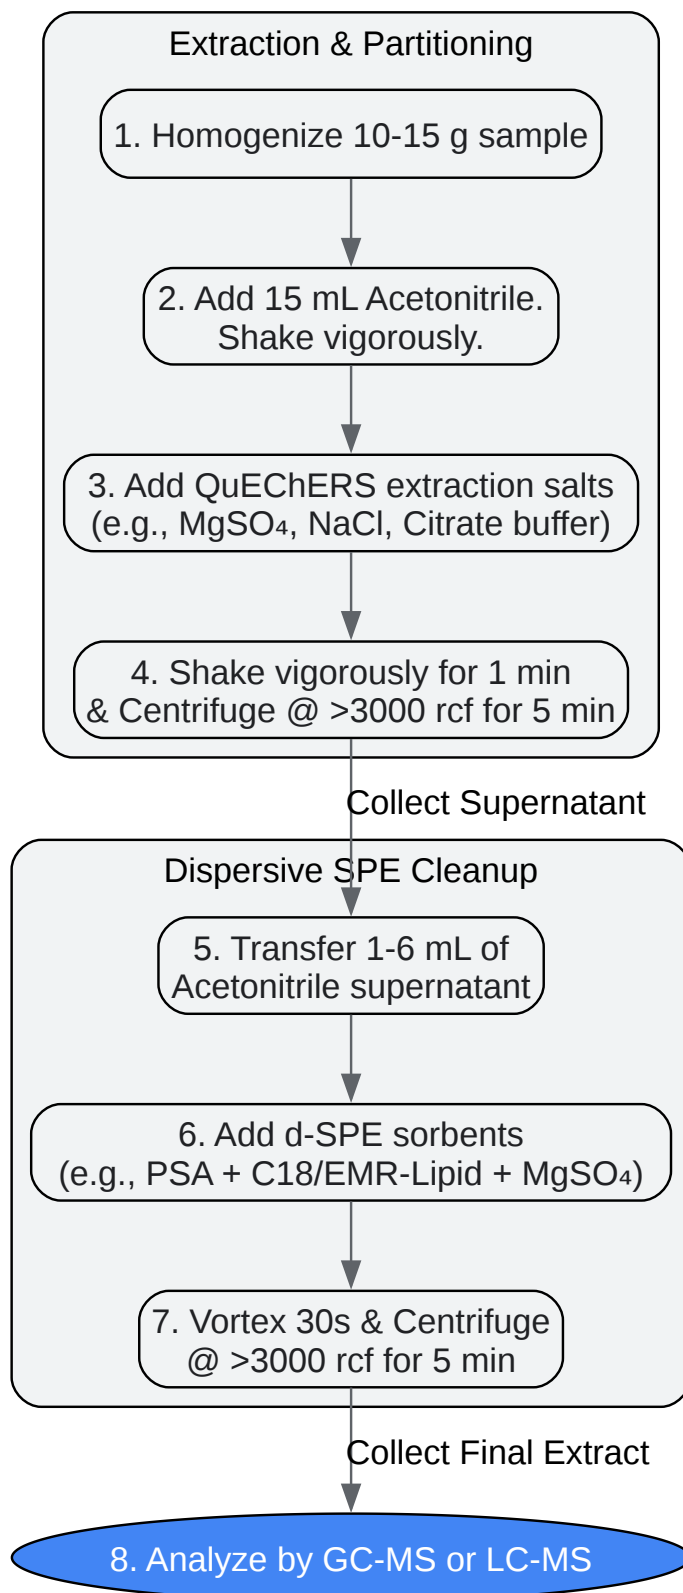 Extraction & Partitioning
1. Homogenize 10-15 g sample
2. Add 15 mL Acetonitrile.
Shake vigorously.
3. Add QuEChERS extraction salts
(e.g., MgSO₄, NaCl, Citrate buffer)
4. Shake vigorously for 1 min
& Centrifuge @ >3000 rcf for 5 min
Collect Supernatant
Dispersive SPE Cleanup
5. Transfer 1-6 mL of
Acetonitrile supernatant
6. Add d-SPE sorbents
(e.g., PSA + C18/EMR-Lipid + MgSO₄)
7. Vortex 30s & Centrifuge
@ >3000 rcf for 5 min
Collect Final Extract
8. Analyze by GC-MS or LC-MS